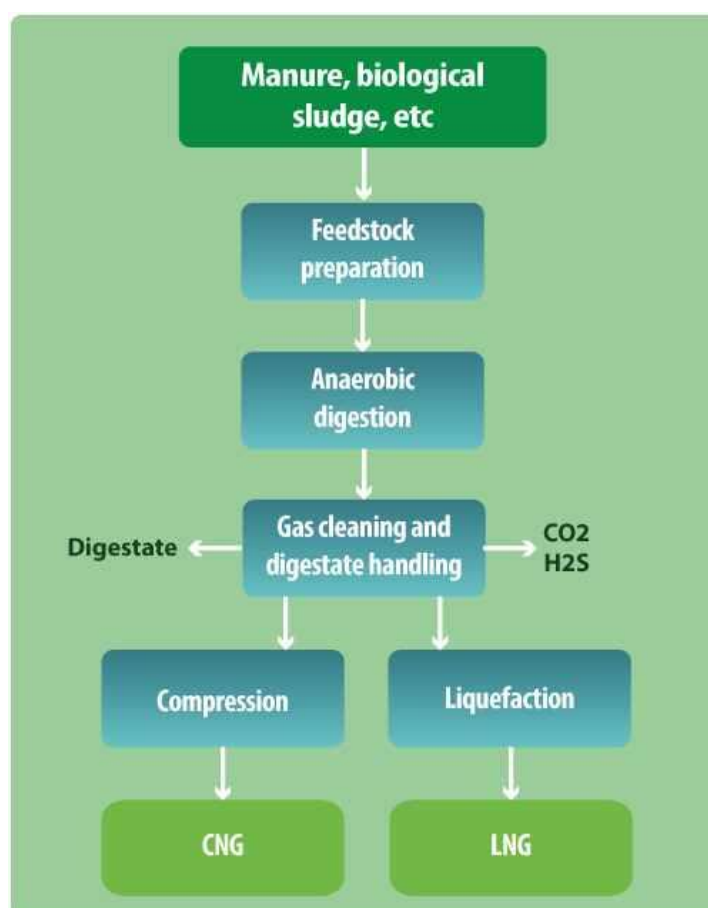 Manure, biological
sludge, etc
Feedstock
preparation
Anaerobic
digestion
Digestate
Gas cleaning and
digestate handling
CO2
H2S
Compression
Liquefaction
CNG
LNG